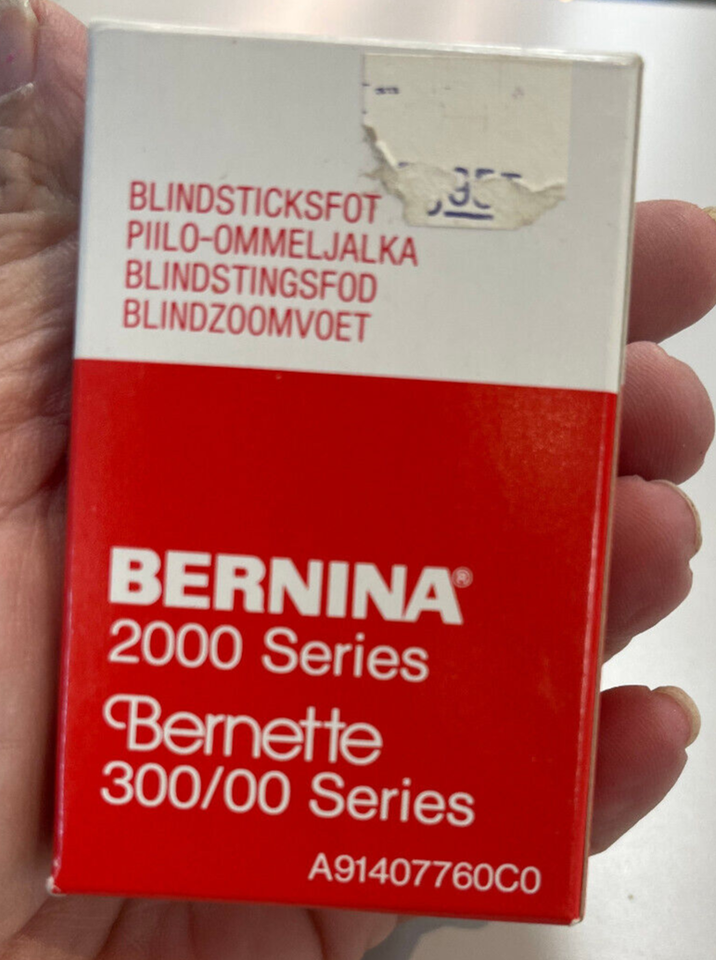 BLINDSTICKSFOT
PIILO-OMMELJALKA
BLINDSTINGSFOD
BLINDZOOMVOET
BERNINA®
2000 Series
Bernette
300/00 Series
A91407760C0